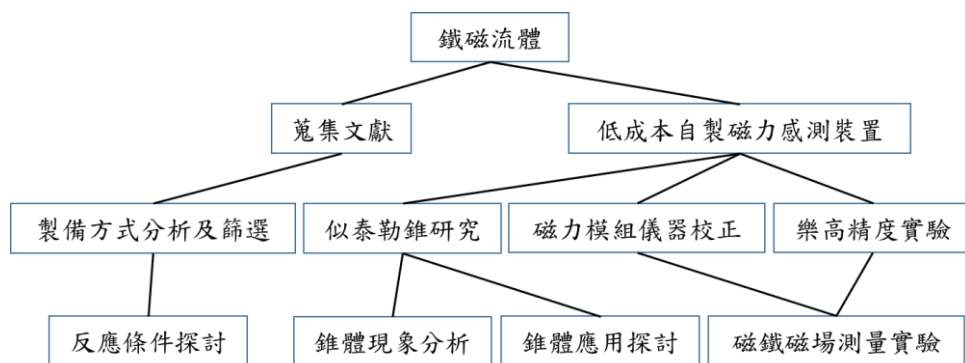 鐵磁流體
蒐集文獻
低成本自製磁力感測裝置
製備方式分析及篩選
似泰勒錐研究
磁力模組儀器校正
樂高精度實驗
反應條件探討
錐體現象分析
錐體應用探討
磁鐵磁場測量實驗